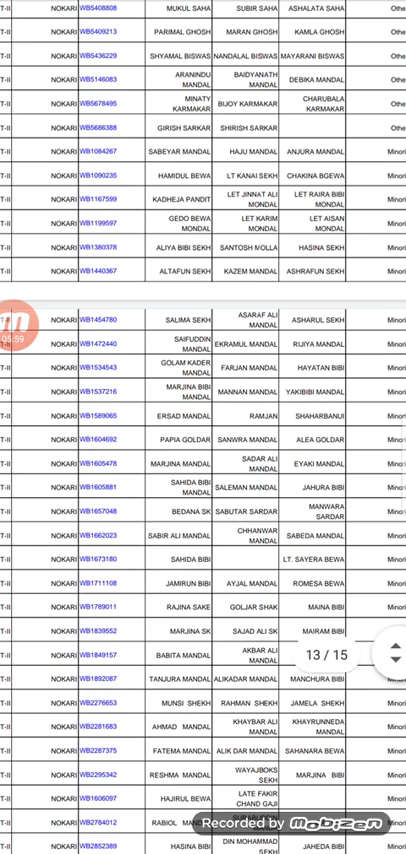 T-II NOKARI WB5408808 MUKUL SAHA SUBIR SAHA ASHALATA SAHA Othe
T-II NOKARI WB5409213 PARIMAL GHOSH MARAN GHOSH KAMLA GHOSH Othe
T-II NOKARI WB5436229 SHYAMAL BISWAS NANDALAL BISWAS MAYARANI BISWAS Othe
T-II NOKARI WB5146083 ARANINDU MANDAL BAIDYANATH MANDAL DEBIKA MANDAL Othe
T-II NOKARI WB5678495 MINATY KARMAKAR BIJOY KARMAKAR CHARUBALA KARMAKAR Othe
T-II NOKARI WB5686388 GIRISH SARKAR SHIRISH SARKAR Othe
T-II NOKARI WB1084267 SABEYAR MANDAL HAJU MANDAL ANJURA MANDAL Minori
T-II NOKARI WB1090235 HAMIDUL BEWA LT KANAI SEKH CHAKINA BGEWA Minori
T-II NOKARI WB1167599 KADHEJA PANDIT LET JINNAT ALI MONDAL LET RAIRA BIBI MONDAL Minori
T-II NOKARI WB1199597 GEDO BEWA MONDAL LET KARIM MONDAL LET AISAN MONDAL Minori
T-II NOKARI WB1380378 ALIYA BIBI SEKH SANTOSH MOLLA HASINA SEKH Minori
T-II NOKARI WB1440367 ALTAFUN SEKH KAZEM MANDAL ASHRAFUN SEKH Minori
T-II NOKARI WB1454780 SALIMA SEKH ASARAF ALI MANDAL ASHARUL SEKH Minori
05:59
T-II NOKARI WB1472440 SAIFUDDIN MANDAL EKRAMUL MANDAL RIJIYA MANDAL Minori
T-II NOKARI WB1534543 GOLAM KADER MANDAL FARJAN MANDAL HAYATAN BIBI Minori
T-II NOKARI WB1537216 MARJINA BIBI MANDAL MANNAN MANDAL YAKIBIBI MANDAL Minori
T-II NOKARI WB1589065 ERSAD MANDAL RAMJAN SHAHARBANUI Minori
T-II NOKARI WB1604692 PAPIA GOLDAR SANWRA MANDAL ALEA GOLDAR Minori
T-II NOKARI WB1605478 MARJINA MANDAL SADAR ALI MANDAL EYAKI MANDAL Minori
T-II NOKARI WB1605881 SAHIDA BIBI MANDAL SALEMAN MANDAL JAHURA BIBI Minori
T-II NOKARI WB1657048 BEDANA SK SABUTAR SARDAR MANWARA SARDAR Minori
T-II NOKARI WB1662023 SABIR ALI MANDAL CHHANWAR MANDAL SABEDA MANDAL Minori
T-II NOKARI WB1673180 SAHIDA BIBI LT. SAYERA BEWA Minori
T-II NOKARI WB1711108 JAMIRUN BIBI AYJAL MANDAL ROMESA BEWA Minori
T-II NOKARI WB1789011 RAJINA SAKE GOLJAR SHAK MAINA BIBI Minori
T-II NOKARI WB1839552 MARJINA SK SAJAD ALI SK MAIRAM BIBI Minori
T-II NOKARI WB1849157 BABITA MANDAL AKBAR ALI MANDAL
13 / 15
T-II NOKARI WB1892087 TANJURA MANDAL ALIKADAR MANDAL MANCHURA BIBI Minori
T-II NOKARI WB2276653 MUNSI SHEKH RAHMAN SHEKH JAMELA SHEKH Minori
T-II NOKARI WB2281683 AHMAD MANDAL KHAYBAR ALI MANDAL KHAYRUNNEDA MANDAL Minori
T-II NOKARI WB2287375 FATEMA MANDAL ALIK DAR MANDAL SAHANARA BEWA Minori
T-II NOKARI WB2295342 RESHMA MANDAL WAYAJBOKS SEKH MARJINA BIBI Minori
T-II NOKARI WB1606097 HAJIRUL BEWA LATE FAKIR CHAND GAJI Minori
T-II NOKARI WB2784012 RABIOL
Recorded by Mobizen
T-II NOKARI WB2852389 HASINA BIBI DIN MOHAMMAD SEKH JAHEDA BIBI Minori